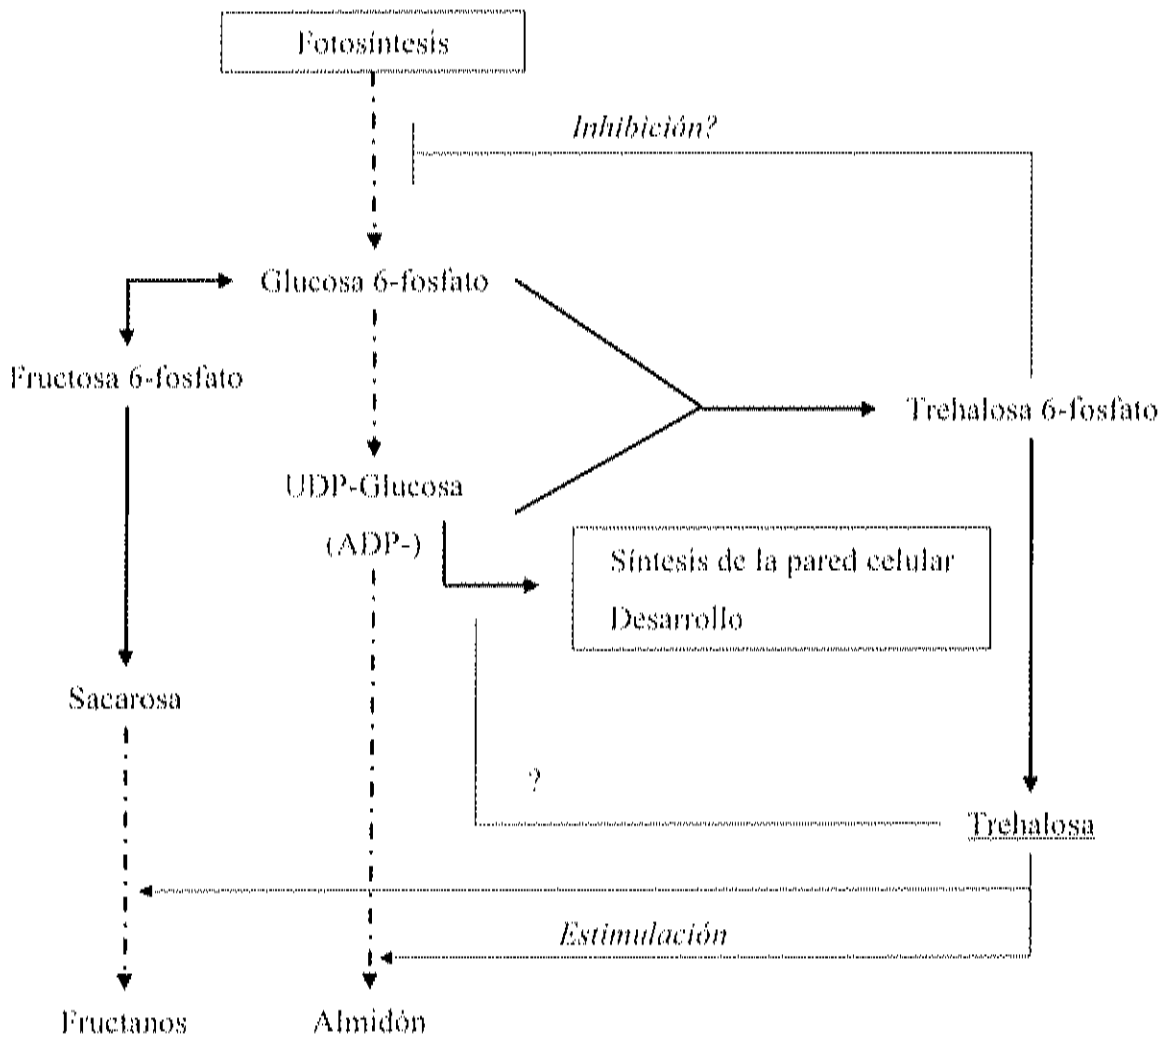 Fotosíntesis
Inhibición?
Glucosa 6-fosfato
Fructosa 6-fosfato
Trehalosa 6-fosfato
UDP-Glucosa
(ADP-)
Síntesis de la pared celular
Desarrollo
Sacarosa
?
Trehalosa
Estimulación
Fructanos
Almidón